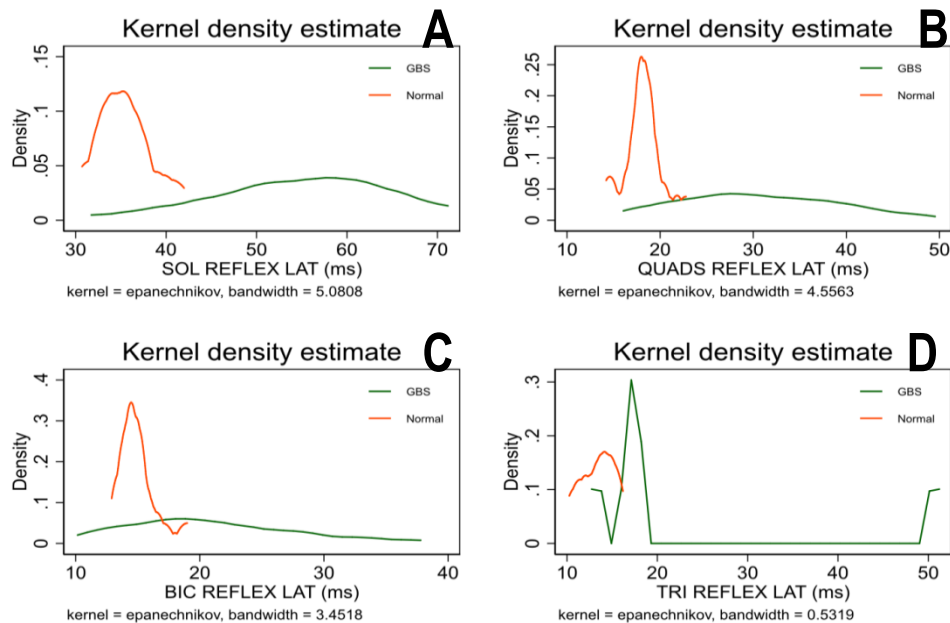 Kernel density estimate A
.15
.1
.05
0
Density
GBS
Normal
30 40 50 60 70
SOL REFLEX LAT (ms)
kernel = epanechnikov, bandwidth = 5.0808
Kernel density estimate B
.25
.2
.15
.1
.05
0
Density
GBS
Normal
10 20 30 40 50
QUADS REFLEX LAT (ms)
kernel = epanechnikov, bandwidth = 4.5563
Kernel density estimate C
.4
.3
.2
.1
0
Density
GBS
Normal
10 20 30 40
BIC REFLEX LAT (ms)
kernel = epanechnikov, bandwidth = 3.4518
Kernel density estimate D
.3
.2
.1
0
Density
GBS
Normal
10 20 30 40 50
TRI REFLEX LAT (ms)
kernel = epanechnikov, bandwidth = 0.5319